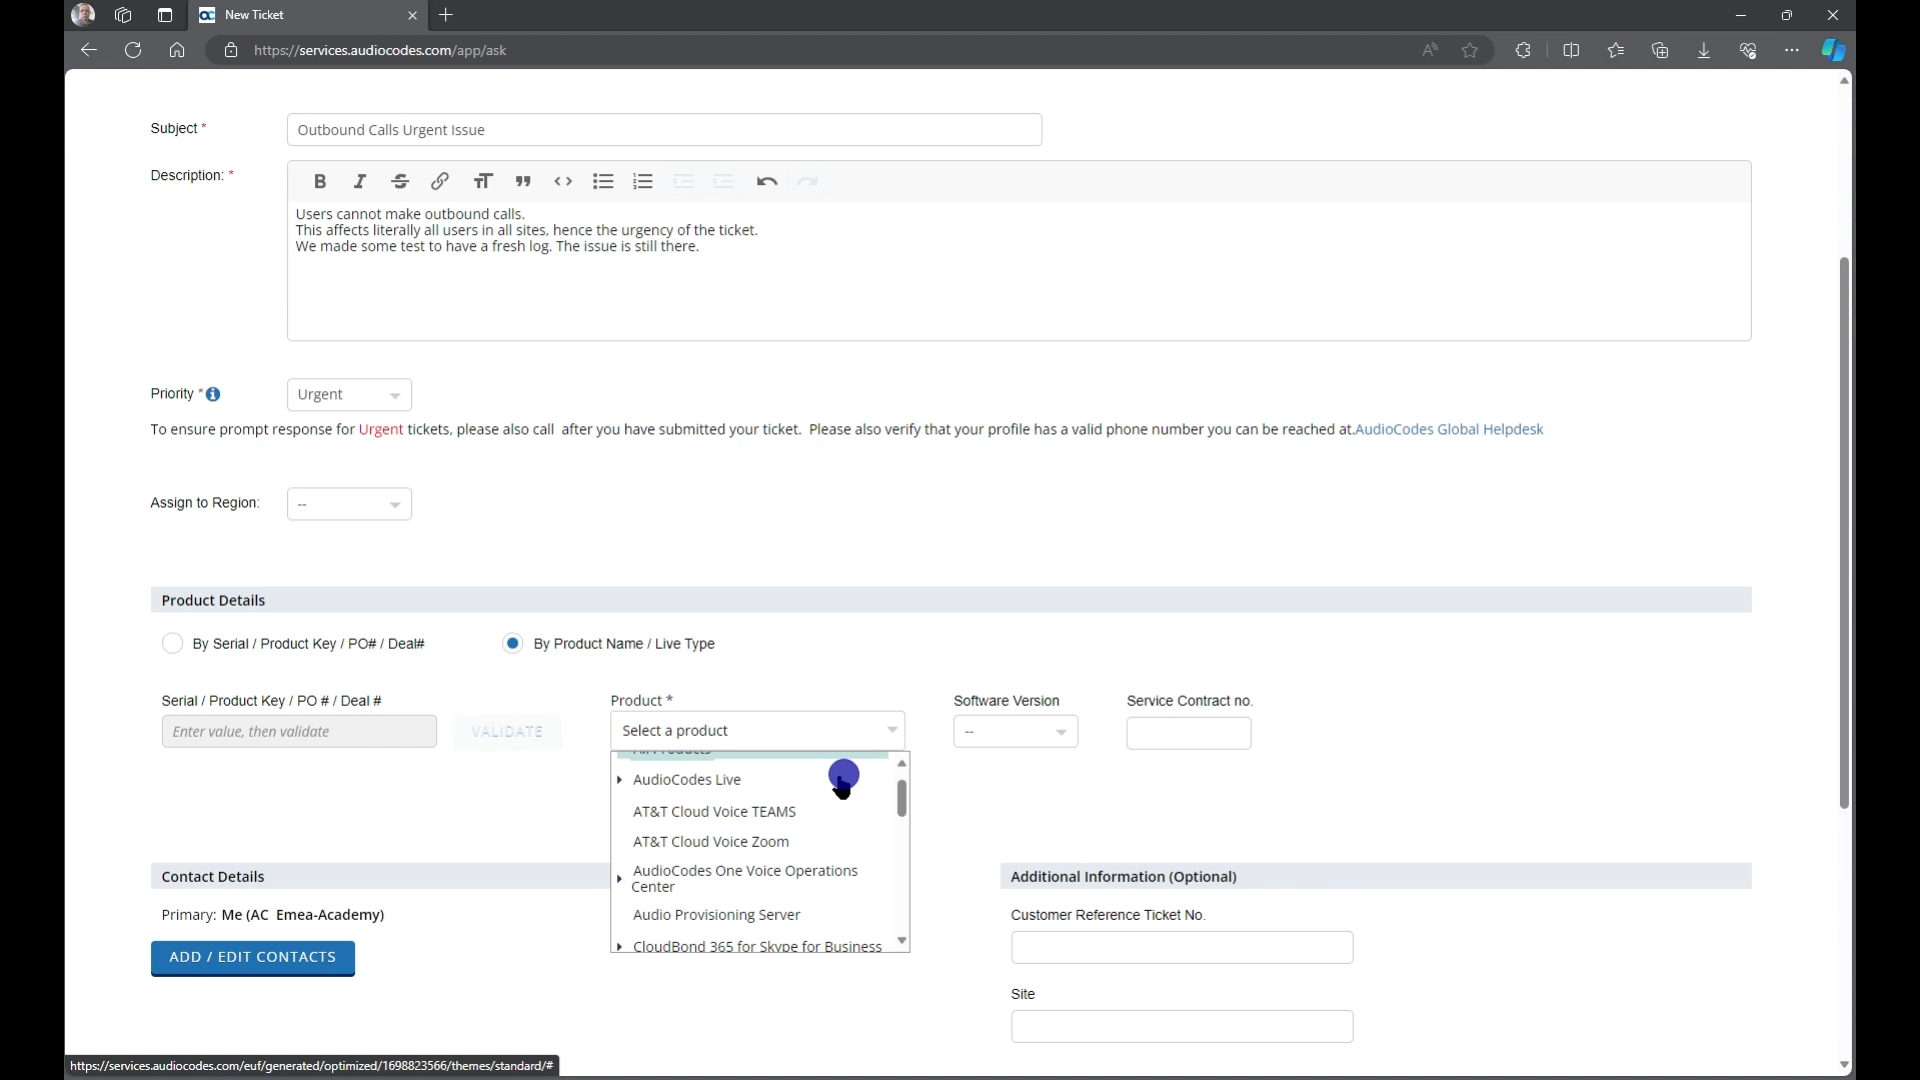 New Ticket
https://services.audiocodes.com/app/ask
Subject *
Outbound Calls Urgent Issue
Description: *
Users cannot make outbound calls.
This affects literally all users in all sites, hence the urgency of the ticket.
We made some test to have a fresh log. The issue is still there.
Priority *
Urgent
To ensure prompt response for Urgent tickets, please also call after you have submitted your ticket. Please also verify that your profile has a valid phone number you can be reached at.AudioCodes Global Helpdesk
Assign to Region:
--
Product Details
By Serial / Product Key / PO# / Deal#
By Product Name / Live Type
Serial / Product Key / PO # / Deal #
Product *
Software Version
Service Contract no.
Enter value, then validate
VALIDATE
Select a product
--
All Products
AudioCodes Live
AT&T Cloud Voice TEAMS
AT&T Cloud Voice Zoom
AudioCodes One Voice Operations
Center
Audio Provisioning Server
CloudBond 365 for Skype for Business
Contact Details
Primary: Me (AC Emea-Academy)
ADD / EDIT CONTACTS
Additional Information (Optional)
Customer Reference Ticket No.
Site
https://services.audiocodes.com/euf/generated/optimized/1698823566/themes/standard/#